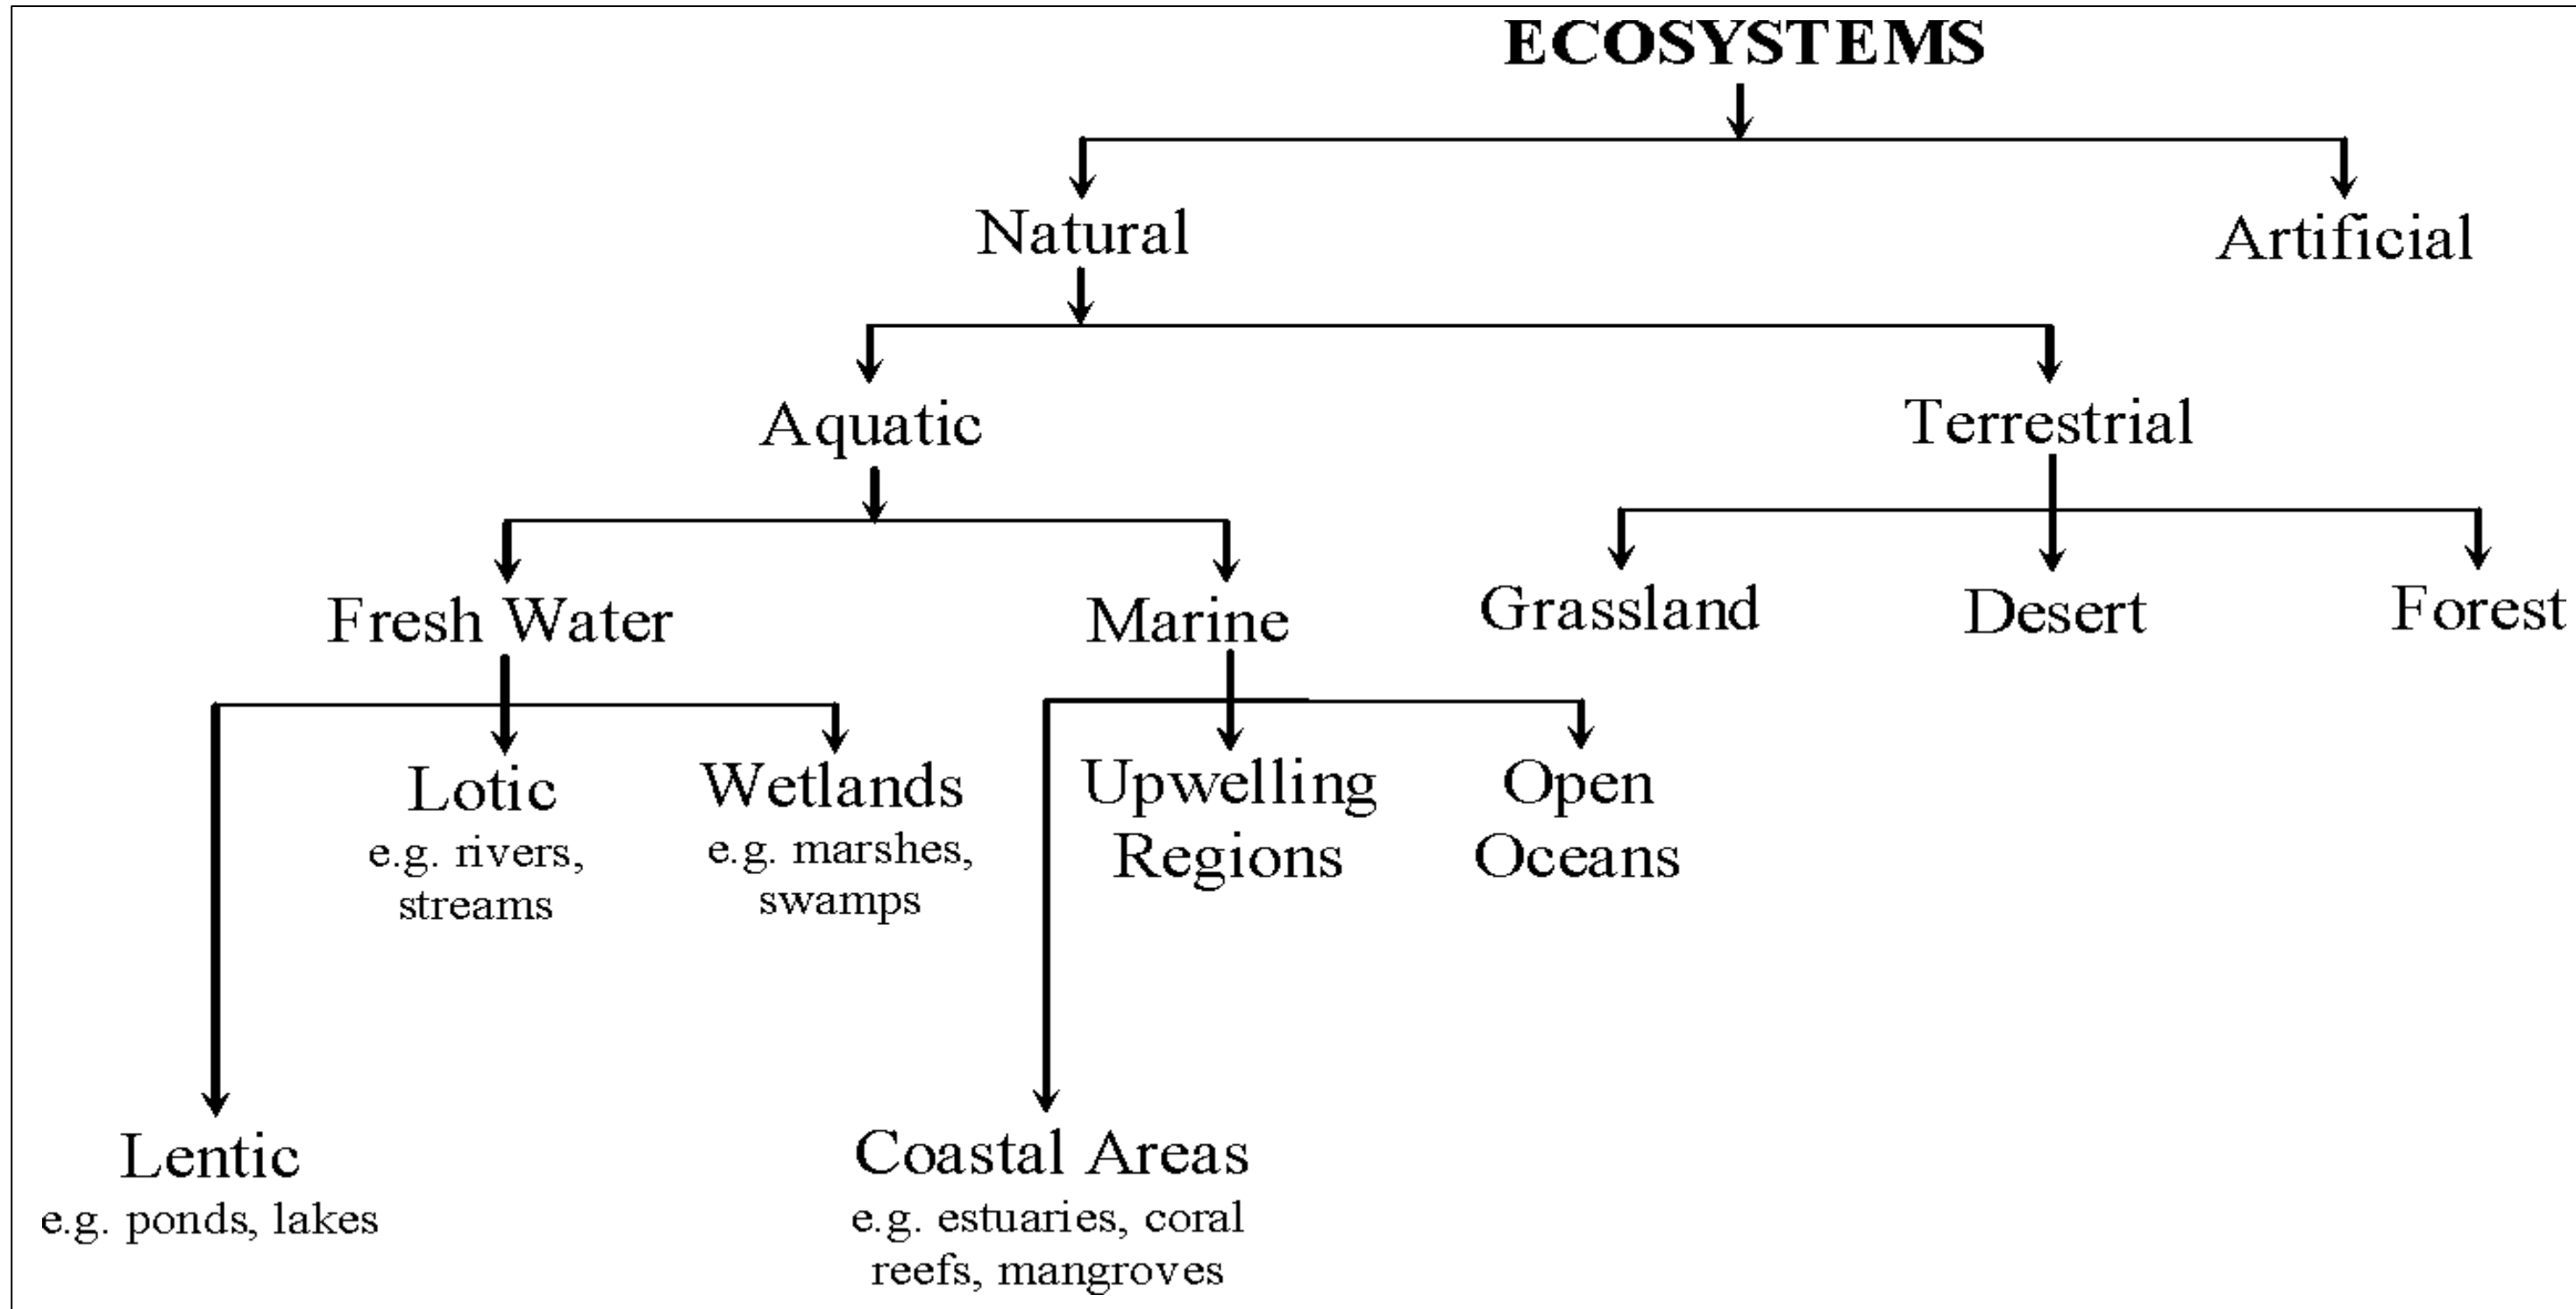 ECOSYSTEMS
Natural
Artificial
Aquatic
Terrestrial
Fresh Water
Marine
Grassland
Desert
Forest
Lotic
e.g. rivers,
streams
Wetlands
e.g. marshes,
swamps
Upwelling
Regions
Open
Oceans
Lentic
e.g. ponds, lakes
Coastal Areas
e.g. estuaries, coral
reefs, mangroves